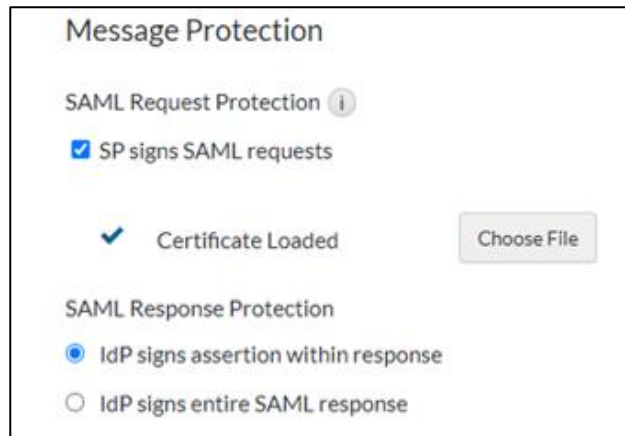 Message Protection
SAML Request Protection i
SP signs SAML requests
Certificate Loaded Choose File
SAML Response Protection
IdP signs assertion within response
IdP signs entire SAML response